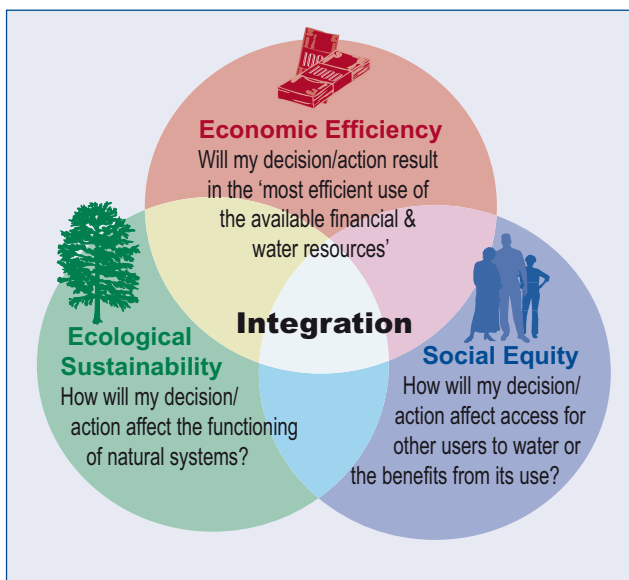 100
1000
Economic Efficiency
Will my decision/action result
in the ‘most efficient use of
the available financial &
water resources’
Integration
Ecological
Sustainability
How will my decision/
action affect the functioning
of natural systems?
Social Equity
How will my decision/
action affect access for
other users to water or
the benefits from its use?